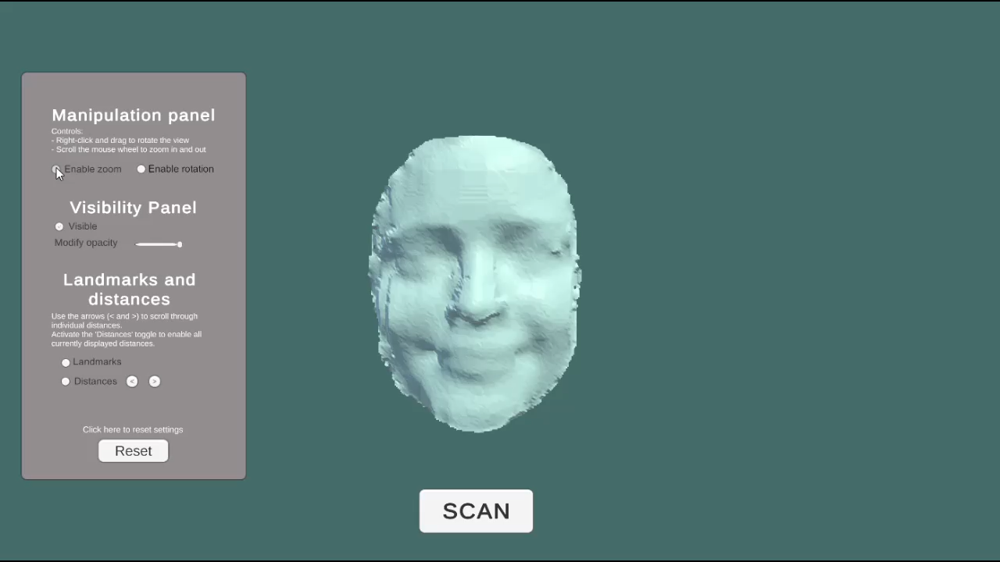 Manipulation panel
Controls:
- Right-click and drag to rotate the view
- Scroll the mouse wheel to zoom in and out
Enable zoom Enable rotation
Visibility Panel
Visible
Modify opacity
Landmarks and
distances
Use the arrows (< and >) to scroll through
individual distances.
Activate the 'Distances' toggle to enable all
currently displayed distances.
Landmarks
Distances < >
Click here to reset settings
Reset
SCAN